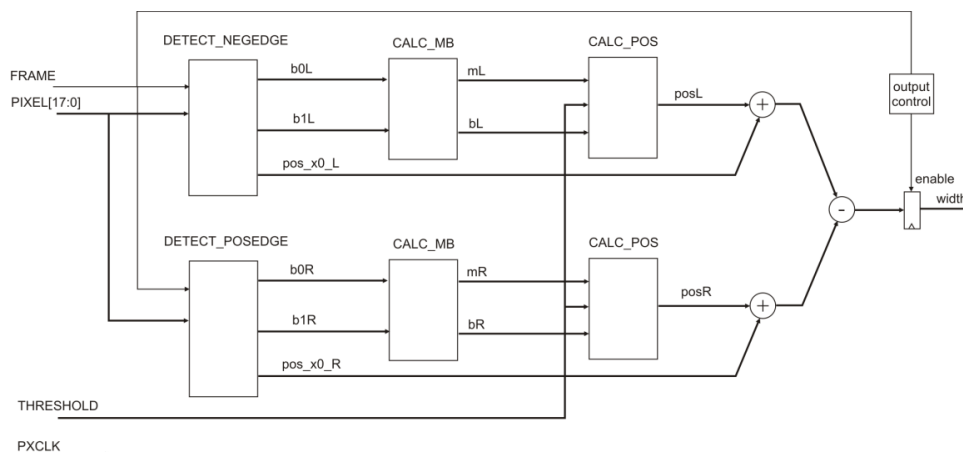 DETECT_NEGEDGE
CALC_MB
CALC_POS
FRAME
PIXEL[17:0]
b0L
mL
b1L
bL
posL
+
output
control
pos_x0_L
enable
width
-
DETECT_POSEDGE
CALC_MB
CALC_POS
b0R
mR
b1R
bR
posR
+
pos_x0_R
THRESHOLD
PXCLK